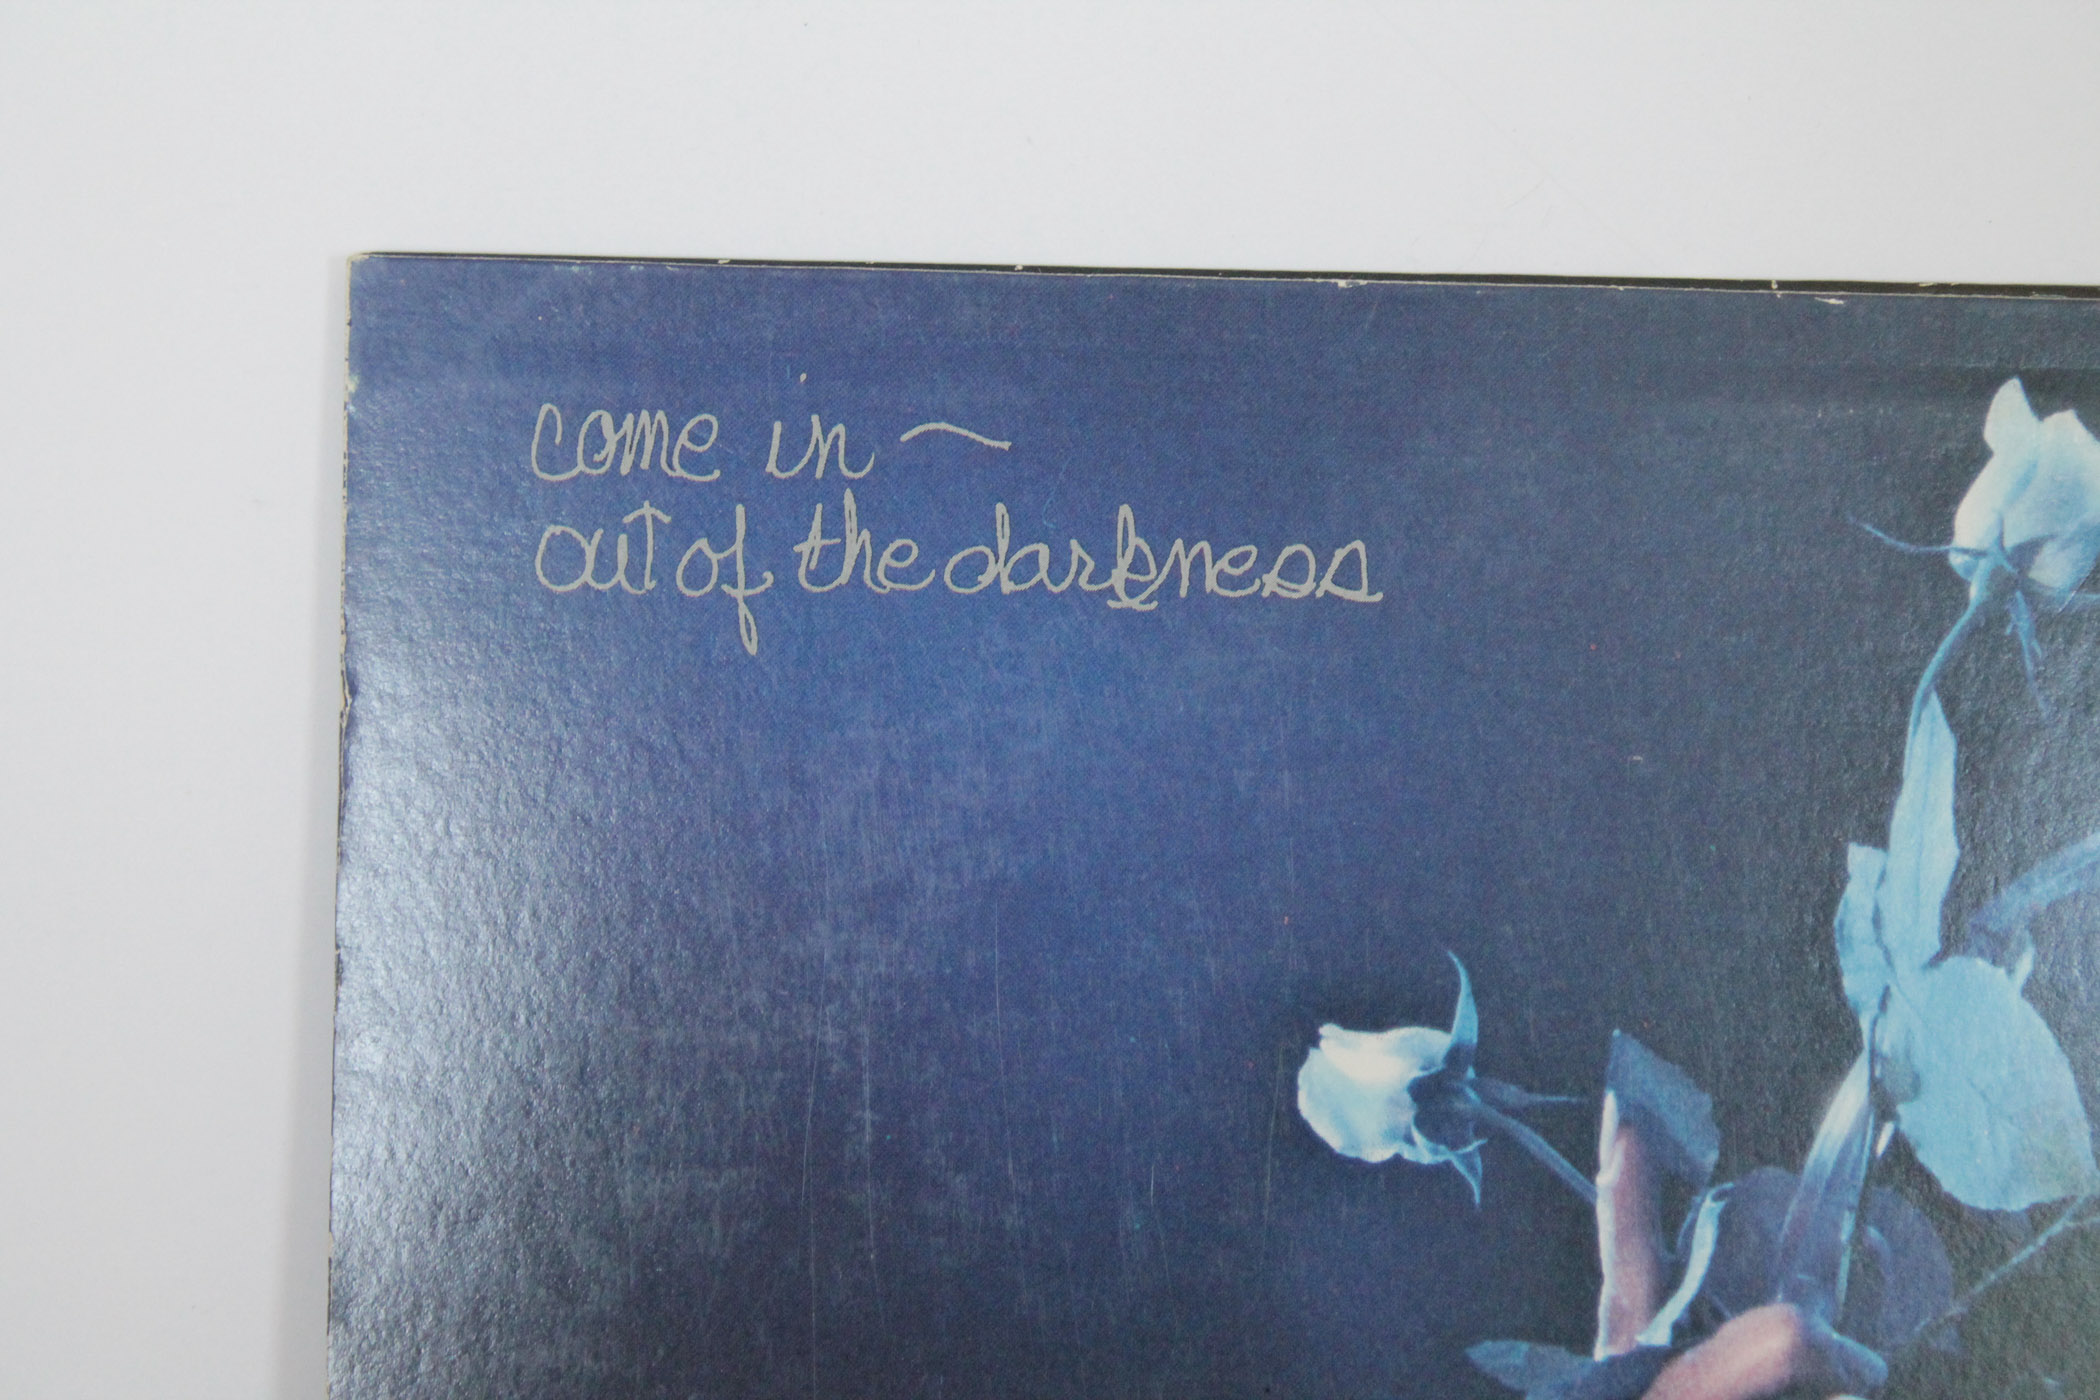 come in ~
out of the darkness